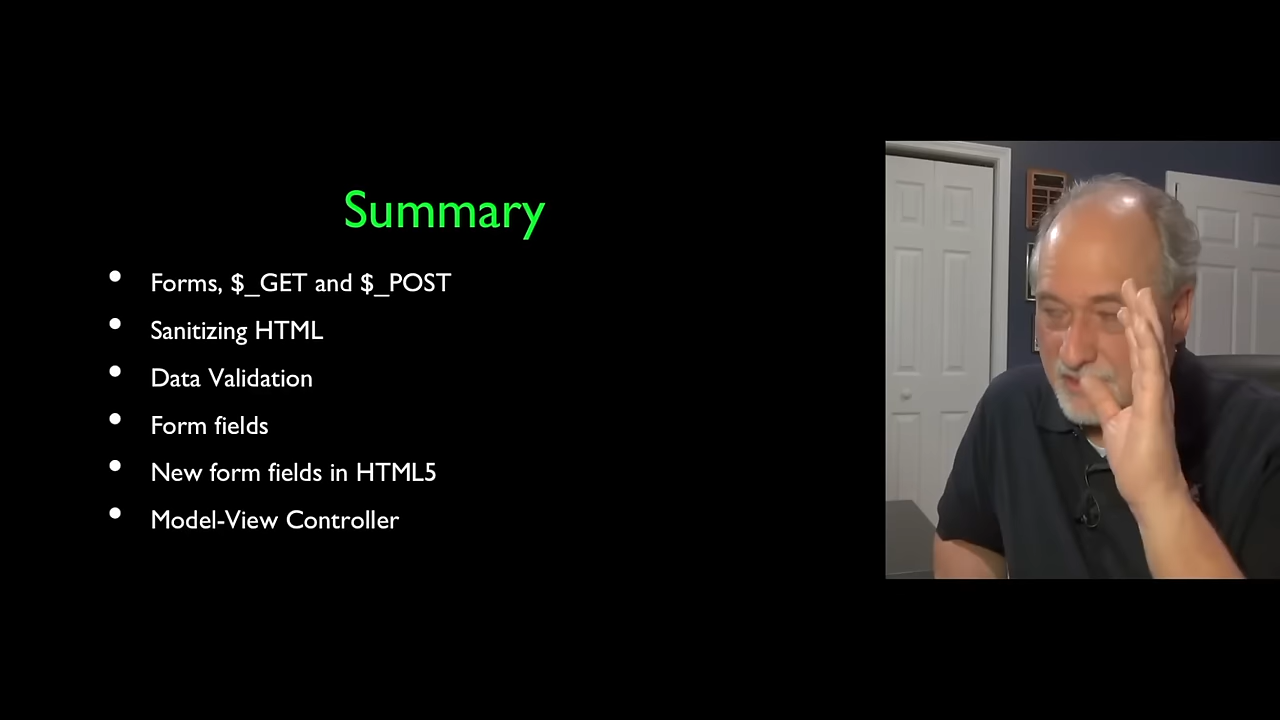 Summary
Forms, $_GET and $_POST
Sanitizing HTML
Data Validation
Form fields
New form fields in HTML5
Model-View Controller